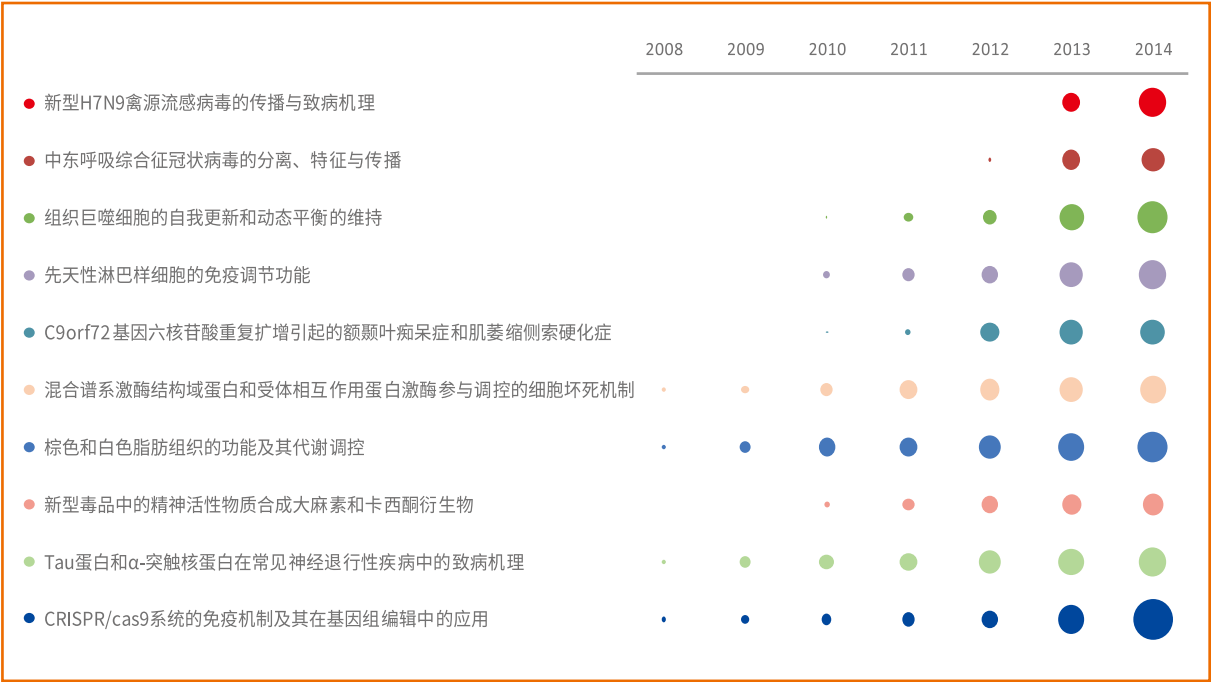 2008 2009 2010 2011 2012 2013 2014
新型H7N9禽源流感病毒的传播与致病机理
中东呼吸综合征冠状病毒的分离、特征与传播
组织巨噬细胞的自我更新和动态平衡的维持
先天性淋巴样细胞的免疫调节功能
C9orf72基因六核苷酸重复扩增引起的额颞叶痴呆症和肌萎缩侧索硬化症
混合谱系激酶结构域蛋白和受体相互作用蛋白激酶参与调控的细胞坏死机制
棕色和白色脂肪组织的功能及其代谢调控
新型毒品中的精神活性物质合成大麻素和卡西酮衍生物
Tau蛋白和α-突触核蛋白在常见神经退行性疾病中的致病机理
CRISPR/cas9系统的免疫机制及其在基因组编辑中的应用